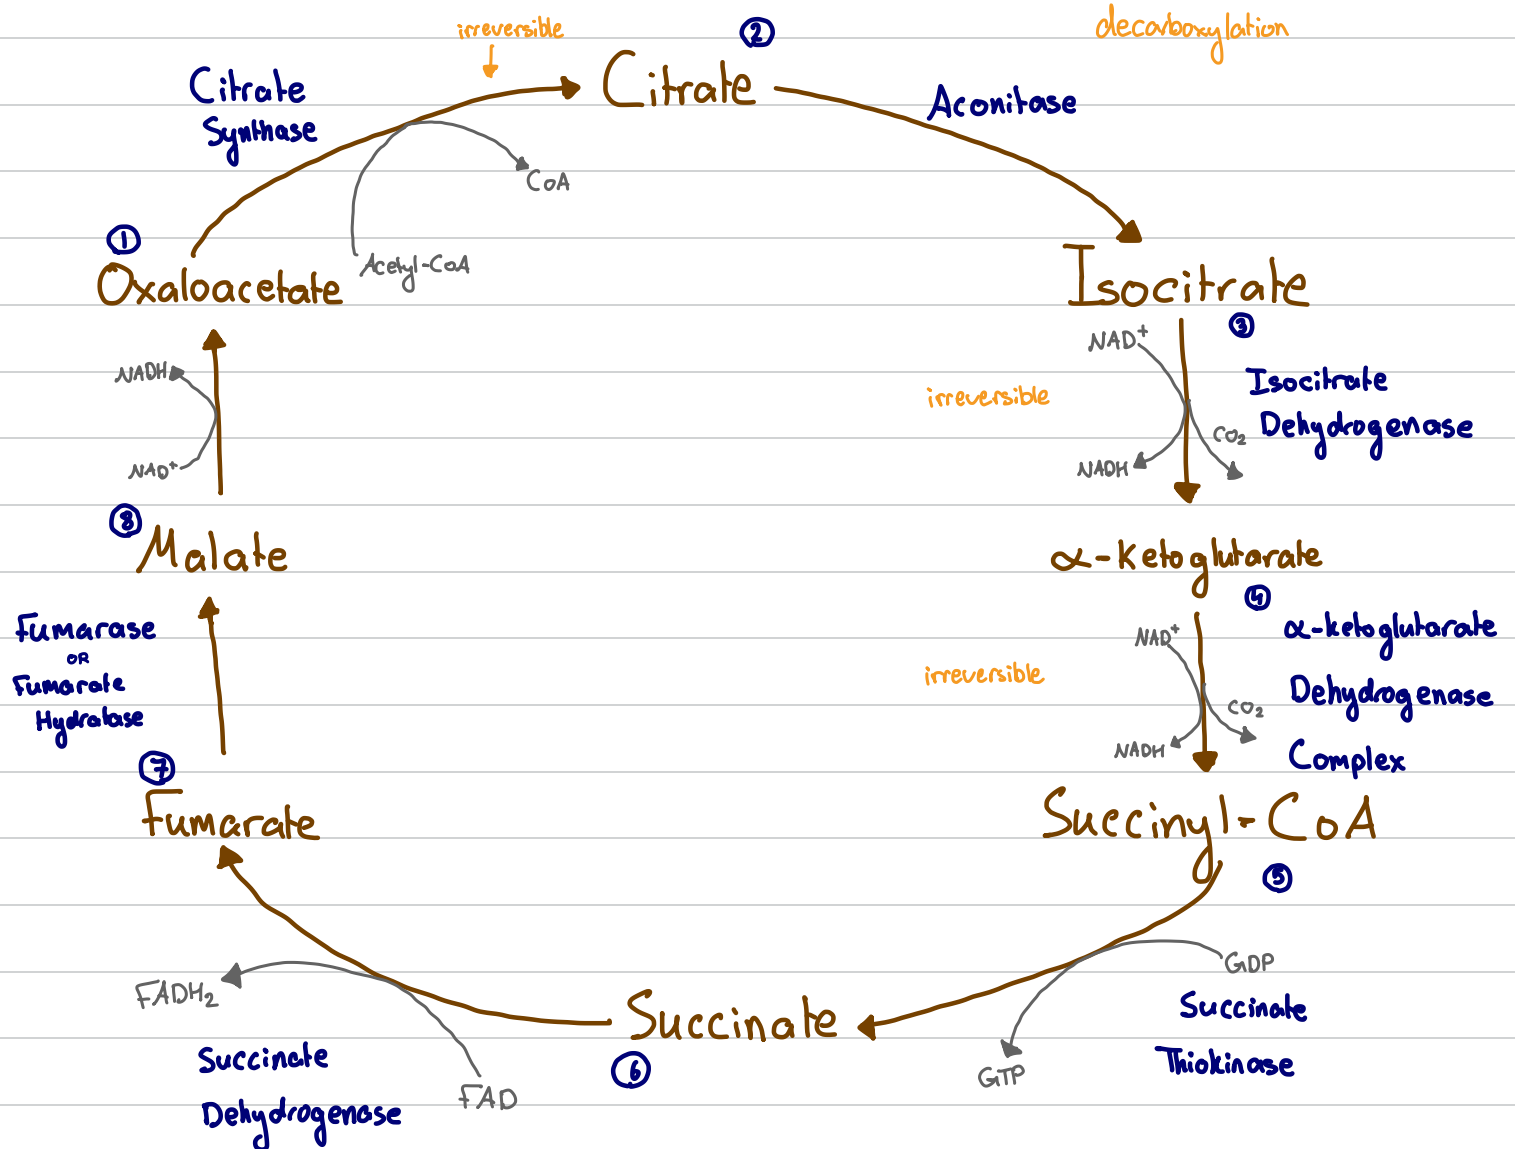 irreversible
②
decarboxylation
Citrate
Citrate
Synthase
Aconitase
CoA
①
Acetyl-CoA
Oxaloacetate
Isocitrate
③
NAD⁺
NADH
NAD⁺
irreversible
Isocitrate
Dehydrogenase
CO₂
NADH
⑧
Malate
α-Ketoglutarate
④
Fumarase
OR
Fumarate
Hydratase
NAD⁺
α-ketoglutarate
irreversible
Dehydrogenase
CO₂
NADH
Complex
⑦
Fumarate
Succinyl-CoA
⑤
GDP
FADH₂
Succinate
Succinate
Thiokinase
⑥
GTP
Succinate
Dehydrogenase
FAD